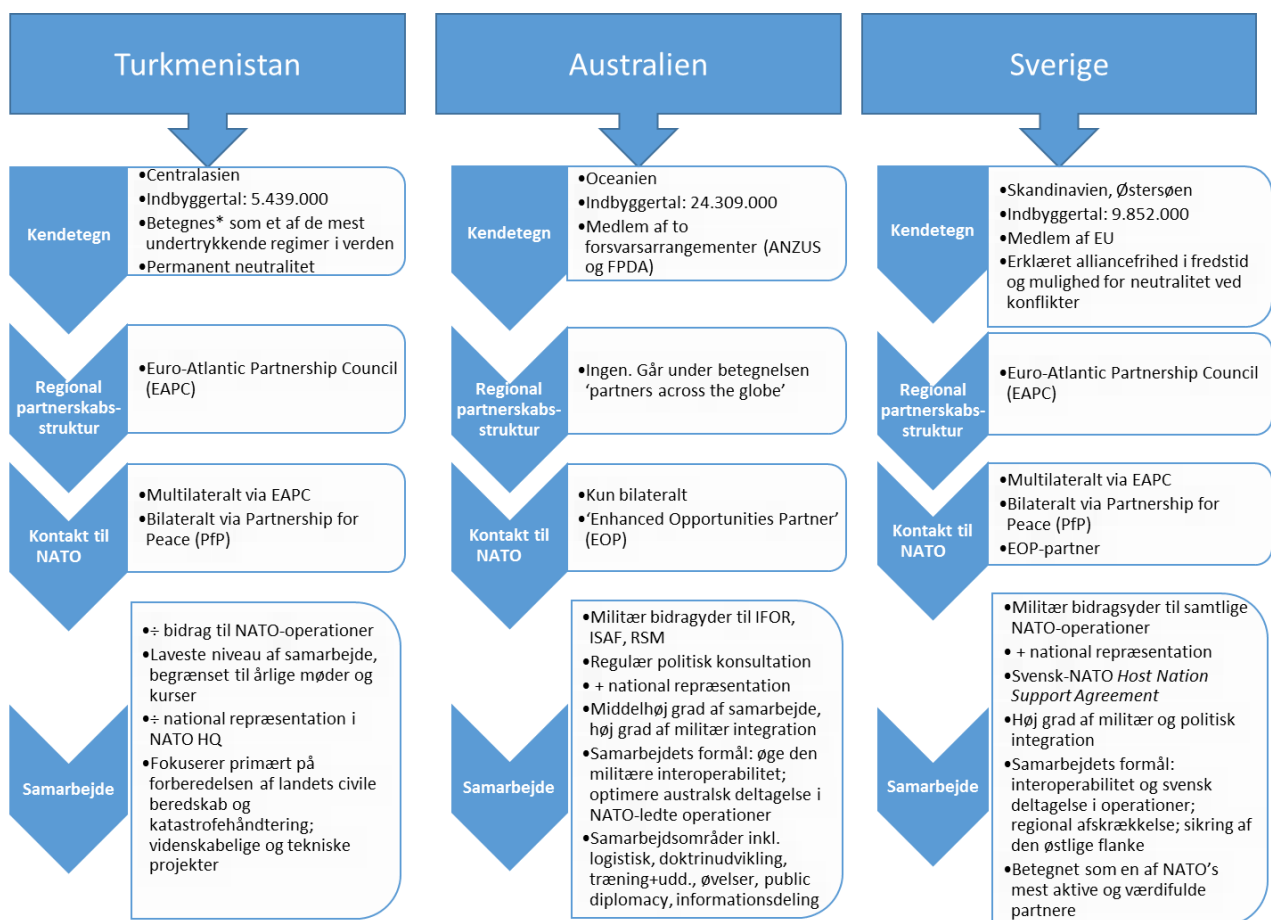 Turkmenistan
Kendetegn
•Centralasien
•Indbyggertal: 5.439.000
•Betegnes* som et af de mest
undertrykkende regimer i verden
•Permanent neutralitet
Regional
partnerskabs-
struktur
•Euro-Atlantic Partnership Council
(EAPC)
Kontakt til
NATO
•Multilateralt via EAPC
•Bilateralt via Partnership for
Peace (PfP)
Samarbejde
•÷ bidrag til NATO-operationer
•Laveste niveau af samarbejde,
begrænset til årlige møder og
kurser
•÷ national repræsentation i
NATO HQ
•Fokuserer primært på
forberedelsen af landets civile
beredskab og
katastrofehåndtering;
videnskabelige og tekniske
projekter
Australien
Kendetegn
•Oceanien
•Indbyggertal: 24.309.000
•Medlem af to
forsvarsarrangementer (ANZUS
og FPDA)
Regional
partnerskabs-
struktur
•Ingen. Går under betegnelsen
‘partners across the globe’
Kontakt til
NATO
•Kun bilateralt
•‘Enhanced Opportunities Partner’
(EOP)
Samarbejde
•Militær bidragyder til IFOR,
ISAF, RSM
•Regulær politisk konsultation
• + national repræsentation
•Middelhøj grad af samarbejde,
høj grad af militær integration
•Samarbejdets formål: øge den
militære interoperabilitet;
optimere australsk deltagelse i
NATO-ledte operationer
•Samarbejdsområder inkl.
logistisk, doktrinudvikling,
træning+udd., øvelser, public
diplomacy, informationsdeling
Sverige
Kendetegn
•Skandinavien, Østersøen
•Indbyggertal: 9.852.000
•Medlem af EU
•Erklæret alliancefrihed i fredstid
og mulighed for neutralitet ved
konflikter
Regional
partnerskabs-
struktur
•Euro-Atlantic Partnership Council
(EAPC)
Kontakt til
NATO
•Multilateralt via EAPC
•Bilateralt via Partnership for
Peace (PfP)
•EOP-partner
Samarbejde
•Militær bidragsyder til samtlige
NATO-operationer
• + national repræsentation
•Svensk-NATO Host Nation
Support Agreement
•Høj grad af militær og politisk
integration
•Samarbejdets formål:
interoperabilitet og svensk
deltagelse i operationer;
regional afskrækkelse; sikring af
den østlige flanke
•Betegnet som en af NATO’s
mest aktive og værdifulde
partnere